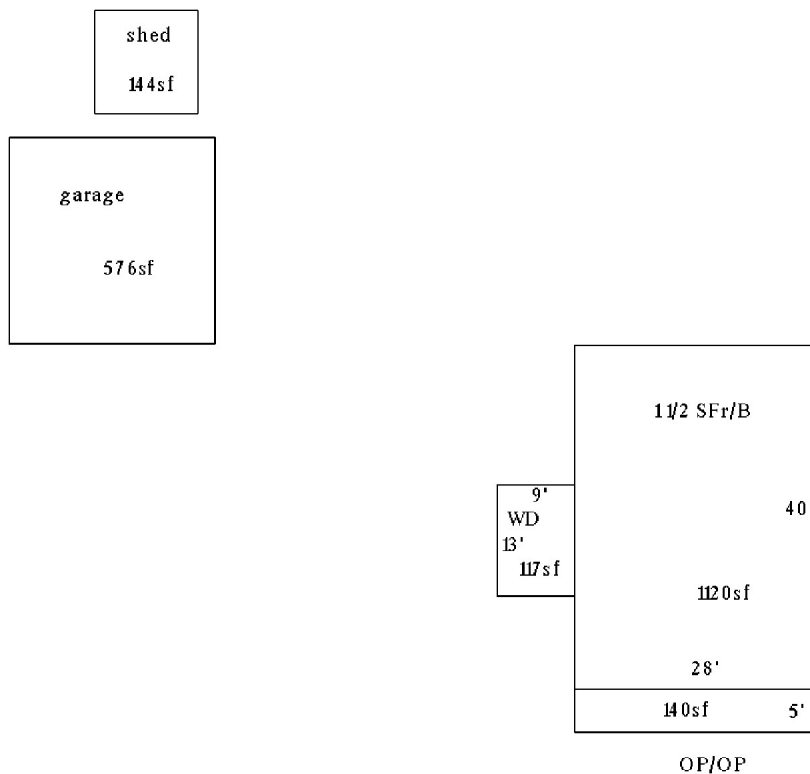 shed
144sf
garage
576sf
1 1/2 SFr/B
9'
WD
13'
117sf
40
1120sf
28'
140sf
5'
OP/OP